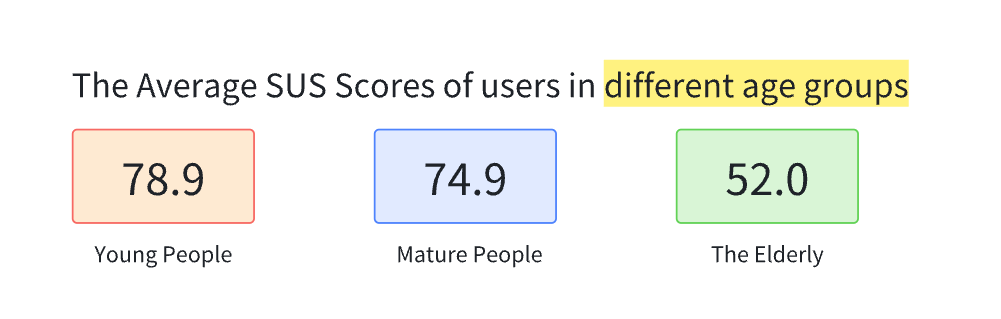 The Average SUS Scores of users in different age groups
78.9 74.9 52.0
Young People Mature People The Elderly